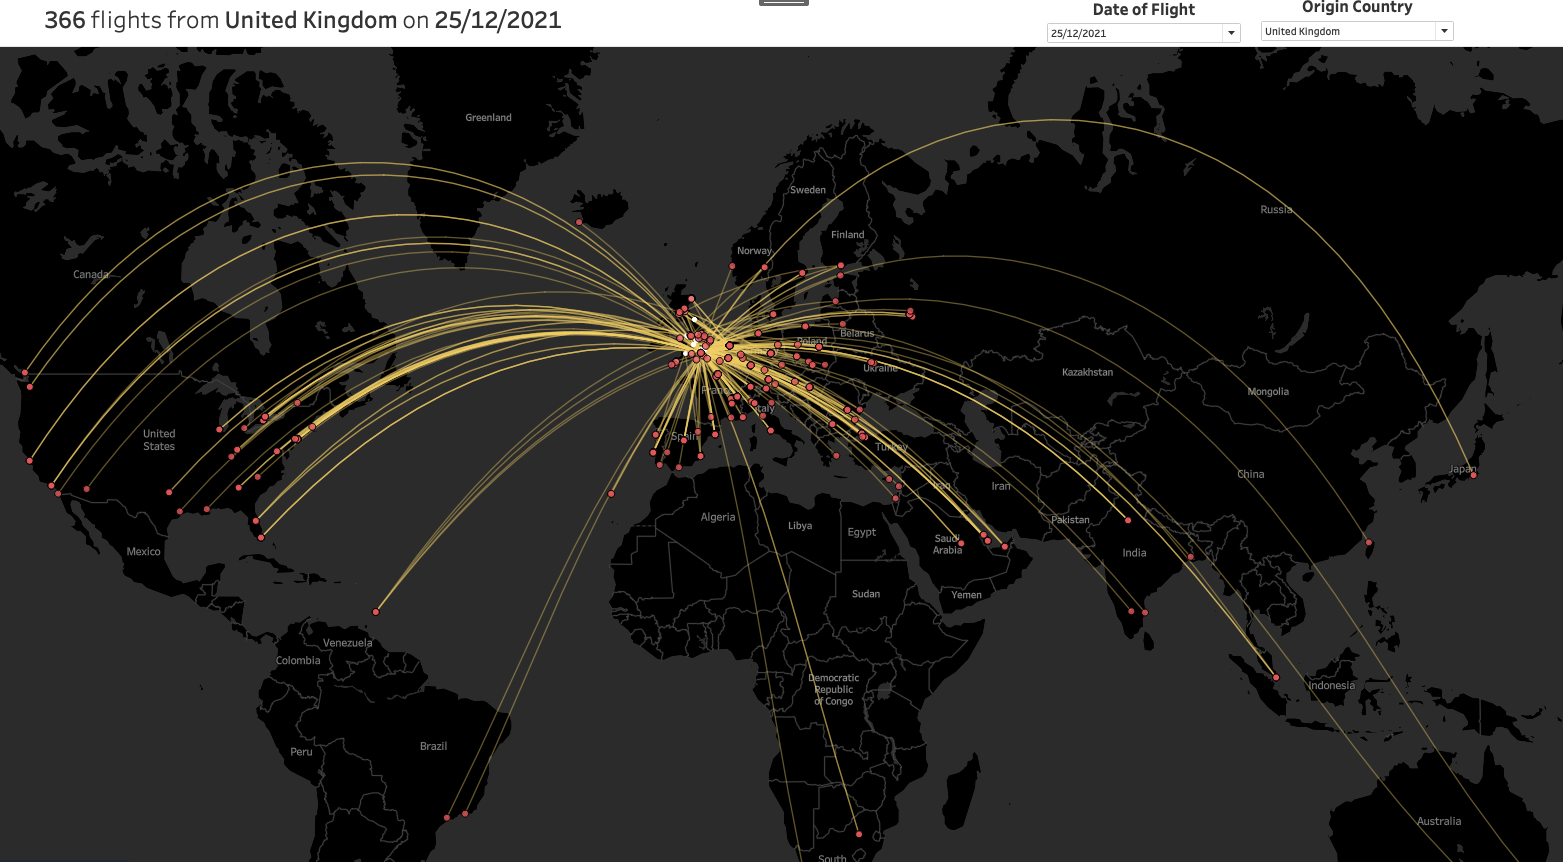 366 flights from United Kingdom on 25/12/2021
Date of Flight
Origin Country
25/12/2021
United Kingdom
Greenland
Sweden
Russia
Finland
Norway
Canada
Belarus
Poland
Ukraine
Kazakhstan
France
Mongolia
Italy
United
States
Spain
Turkey
Japan
China
Iraq
Iran
Algeria
Pakistan
Libya
Egypt
Saudi
Arabia
Mexico
India
Sudan
Yemen
Venezuela
Colombia
Democratic
Republic
of Congo
Indonesia
Brazil
Peru
Australia
South